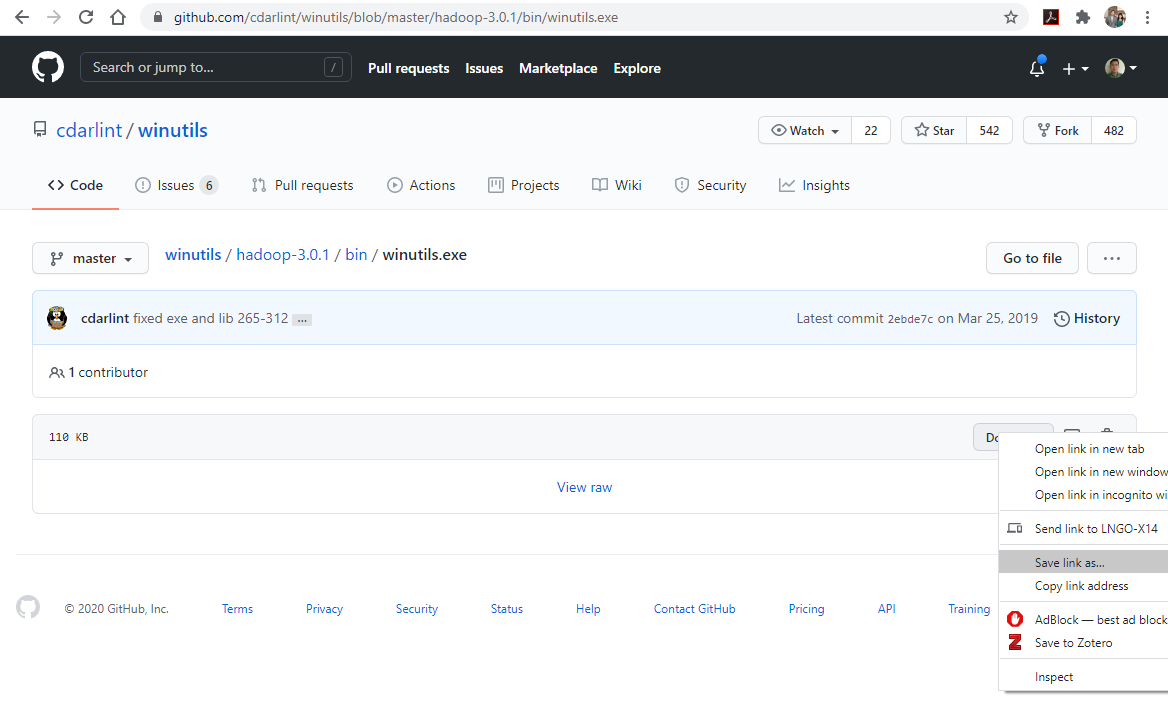 github.com/cdarlint/winutils/blob/master/hadoop-3.0.1/bin/winutils.exe
Search or jump to... /
Pull requests Issues Marketplace Explore
cdarlint / winutils
Watch 22 Star 542 Fork 482
Code Issues 6 Pull requests Actions Projects Wiki Security Insights
master winutils / hadoop-3.0.1 / bin / winutils.exe Go to file ...
cdarlint fixed exe and lib 265-312 ... Latest commit 2ebde7c on Mar 25, 2019 History
1 contributor
110 KB
View raw
Open link in new tab
Open link in new window
Open link in incognito wi
Send link to LNGO-X14
Save link as...
Copy link address
AdBlock — best ad block
Save to Zotero
Inspect
© 2020 GitHub, Inc. Terms Privacy Security Status Help Contact GitHub Pricing API Training